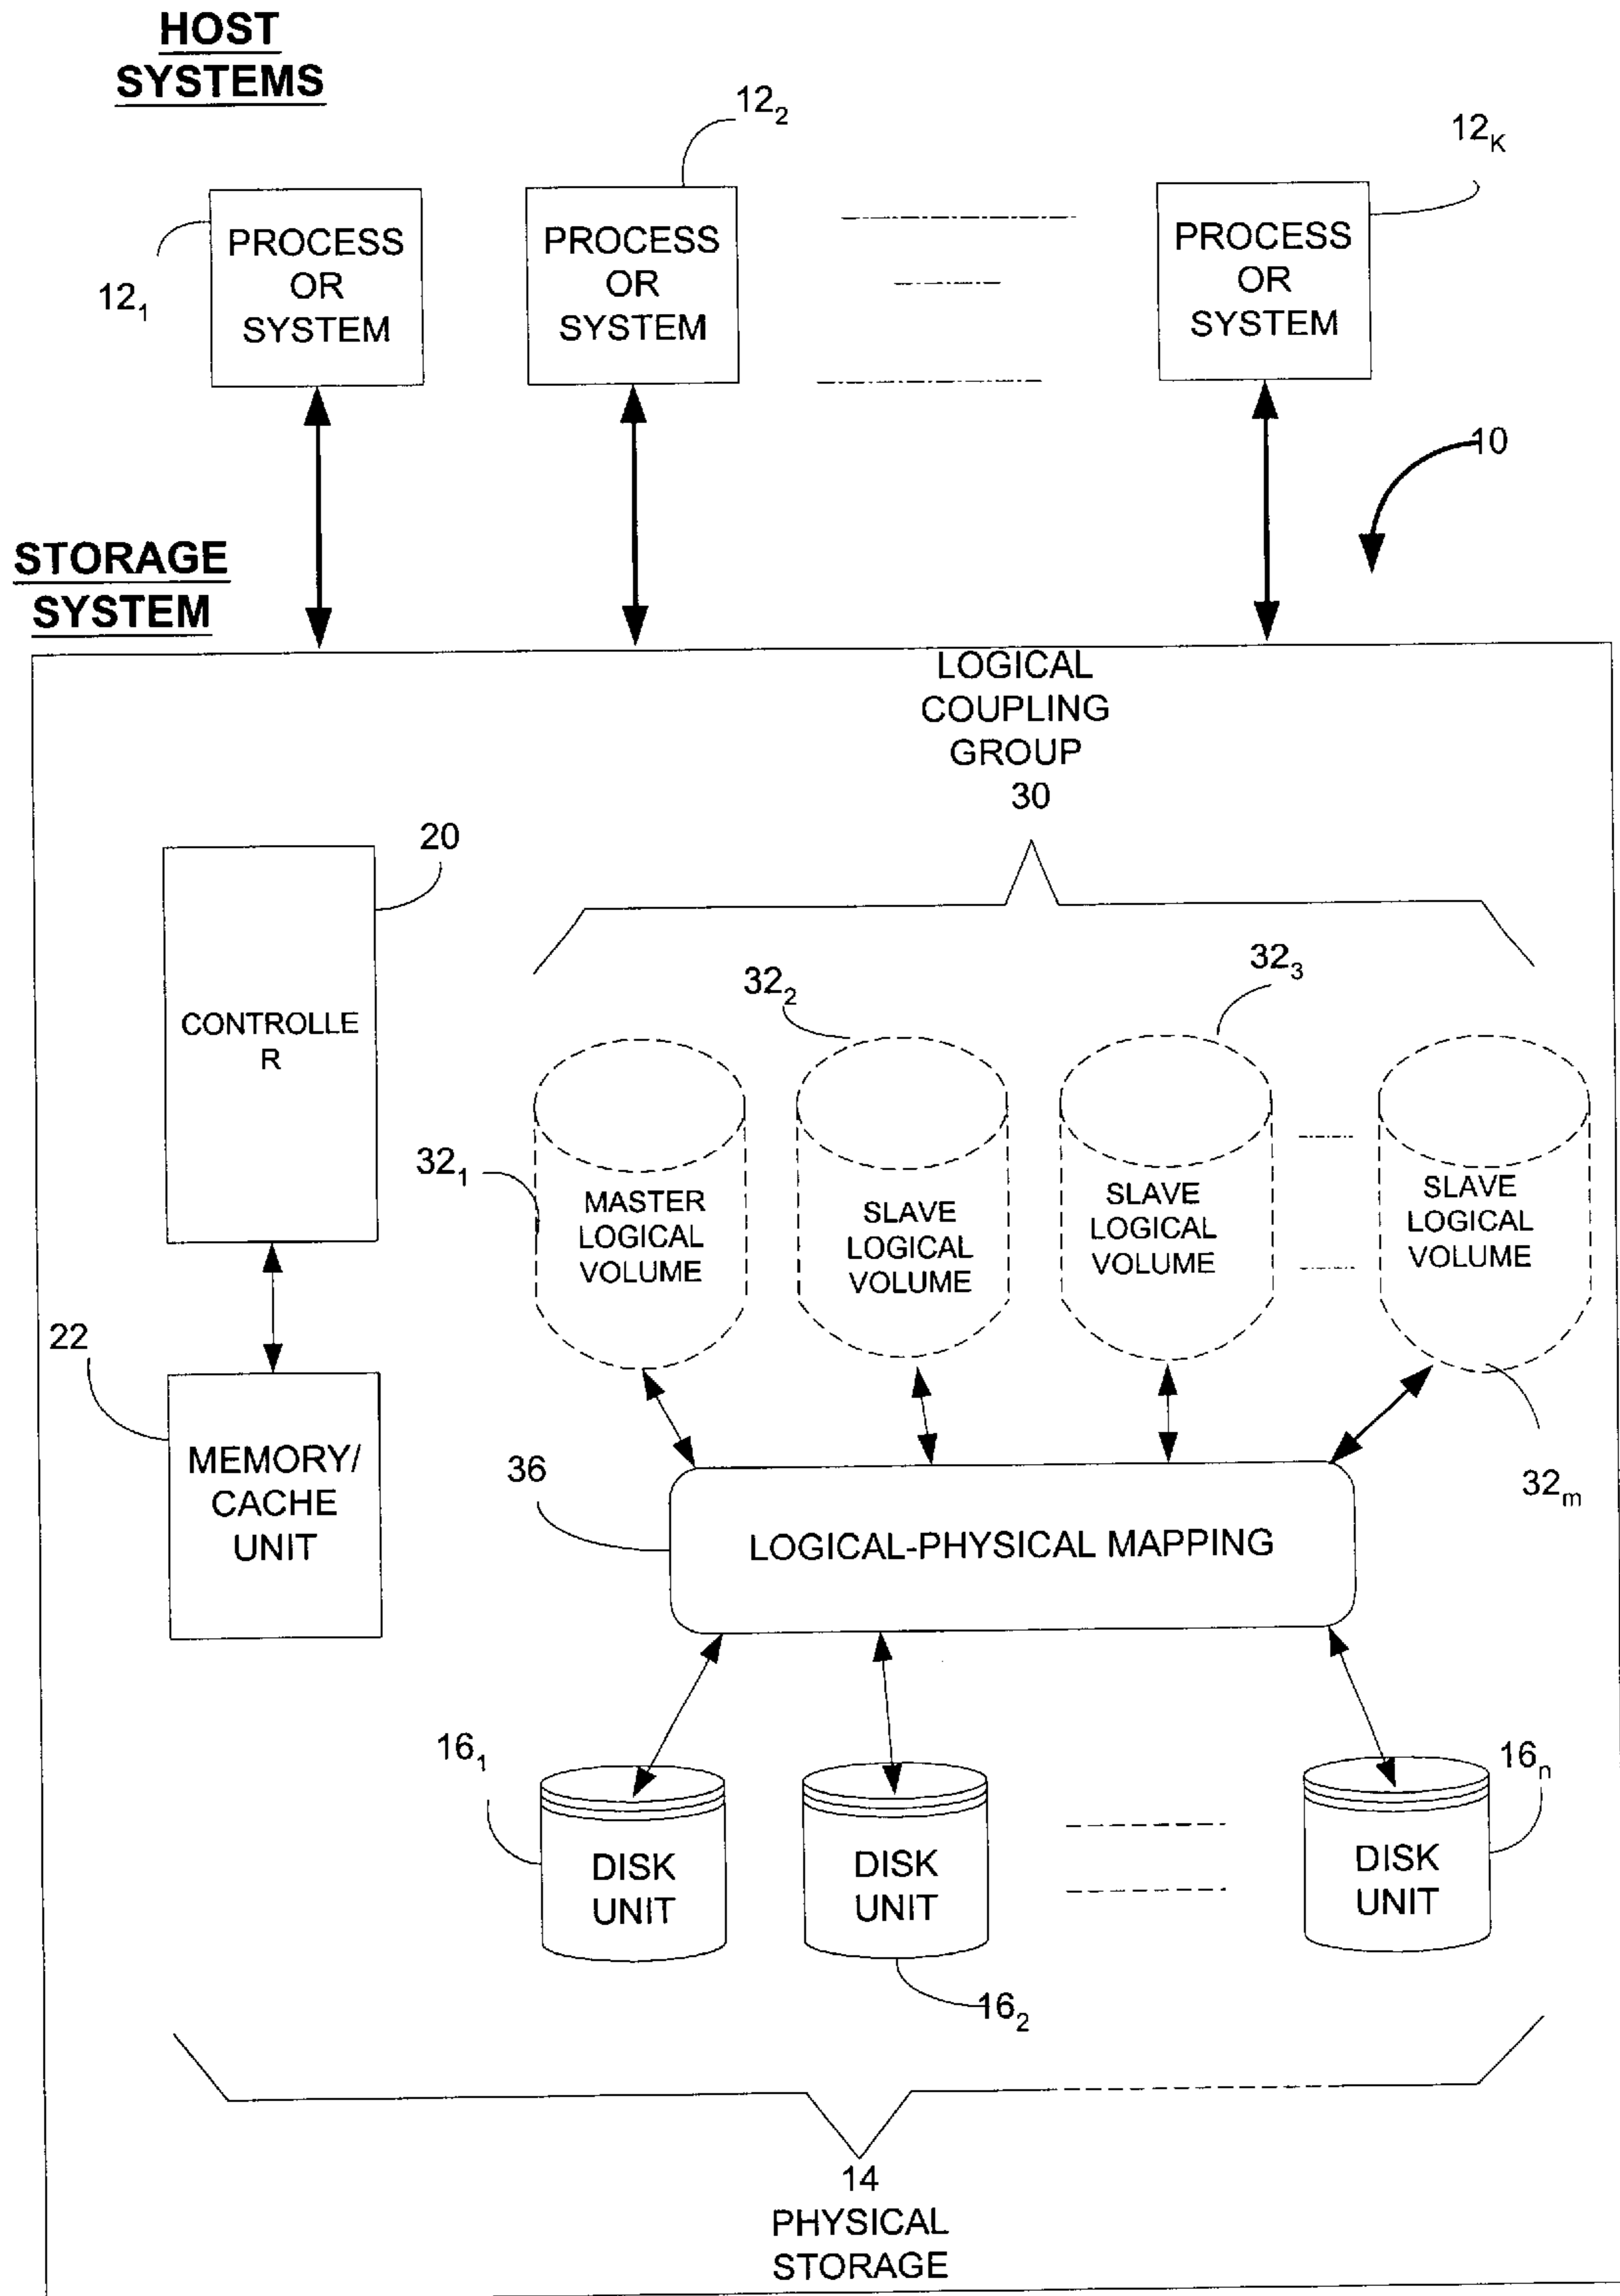 HOST
SYSTEMS
12₂
12K
PROCESS
OR
SYSTEM
PROCESS
OR
SYSTEM
PROCESS
OR
SYSTEM
12₁
10
STORAGE
SYSTEM
LOGICAL
COUPLING
GROUP
30
20
CONTROLLE
R
32₂
32₃
32₁
MASTER
LOGICAL
VOLUME
SLAVE
LOGICAL
VOLUME
SLAVE
LOGICAL
VOLUME
SLAVE
LOGICAL
VOLUME
22
MEMORY/
CACHE
UNIT
36
32m
LOGICAL-PHYSICAL MAPPING
16₁
16n
DISK
UNIT
DISK
UNIT
DISK
UNIT
16₂
14
PHYSICAL
STORAGE